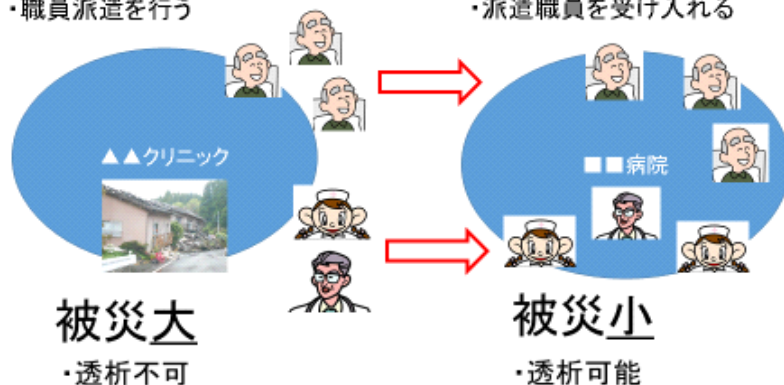 ・職員派遣を行う
・派遣職員を受け入れる
▲▲クリニック
■■病院
被災大
・透析不可
被災小
・透析可能